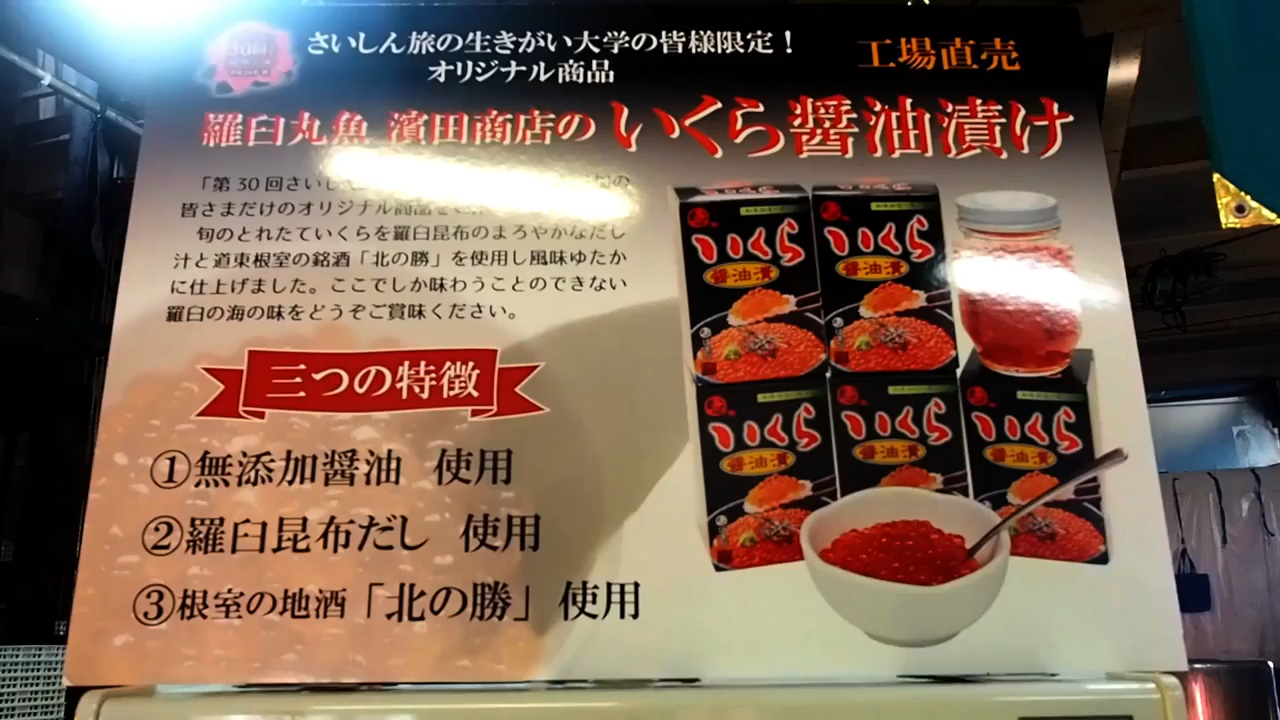 30回
さいしん旅の生きがい大学の皆様限定！
オリジナル商品
工場直売
羅臼丸魚 濱田商店のいくら醤油漬け
「第30回さいしん
旬の
皆さまだけのオリジナル商品をご
旬のとれたていくらを羅臼昆布のまろやかなだし
汁と道東根室の銘酒「北の勝」を使用し風味ゆたか
に仕上げました。ここでしか味わうことのできない
羅臼の海の味をどうぞご賞味ください。
三つの特徴
①無添加醤油 使用
②羅臼昆布だし 使用
③根室の地酒「北の勝」使用
いくら
醤油漬
いくら
醤油漬
いくら
醤油漬
いくら
醤油漬
いくら
醤油漬